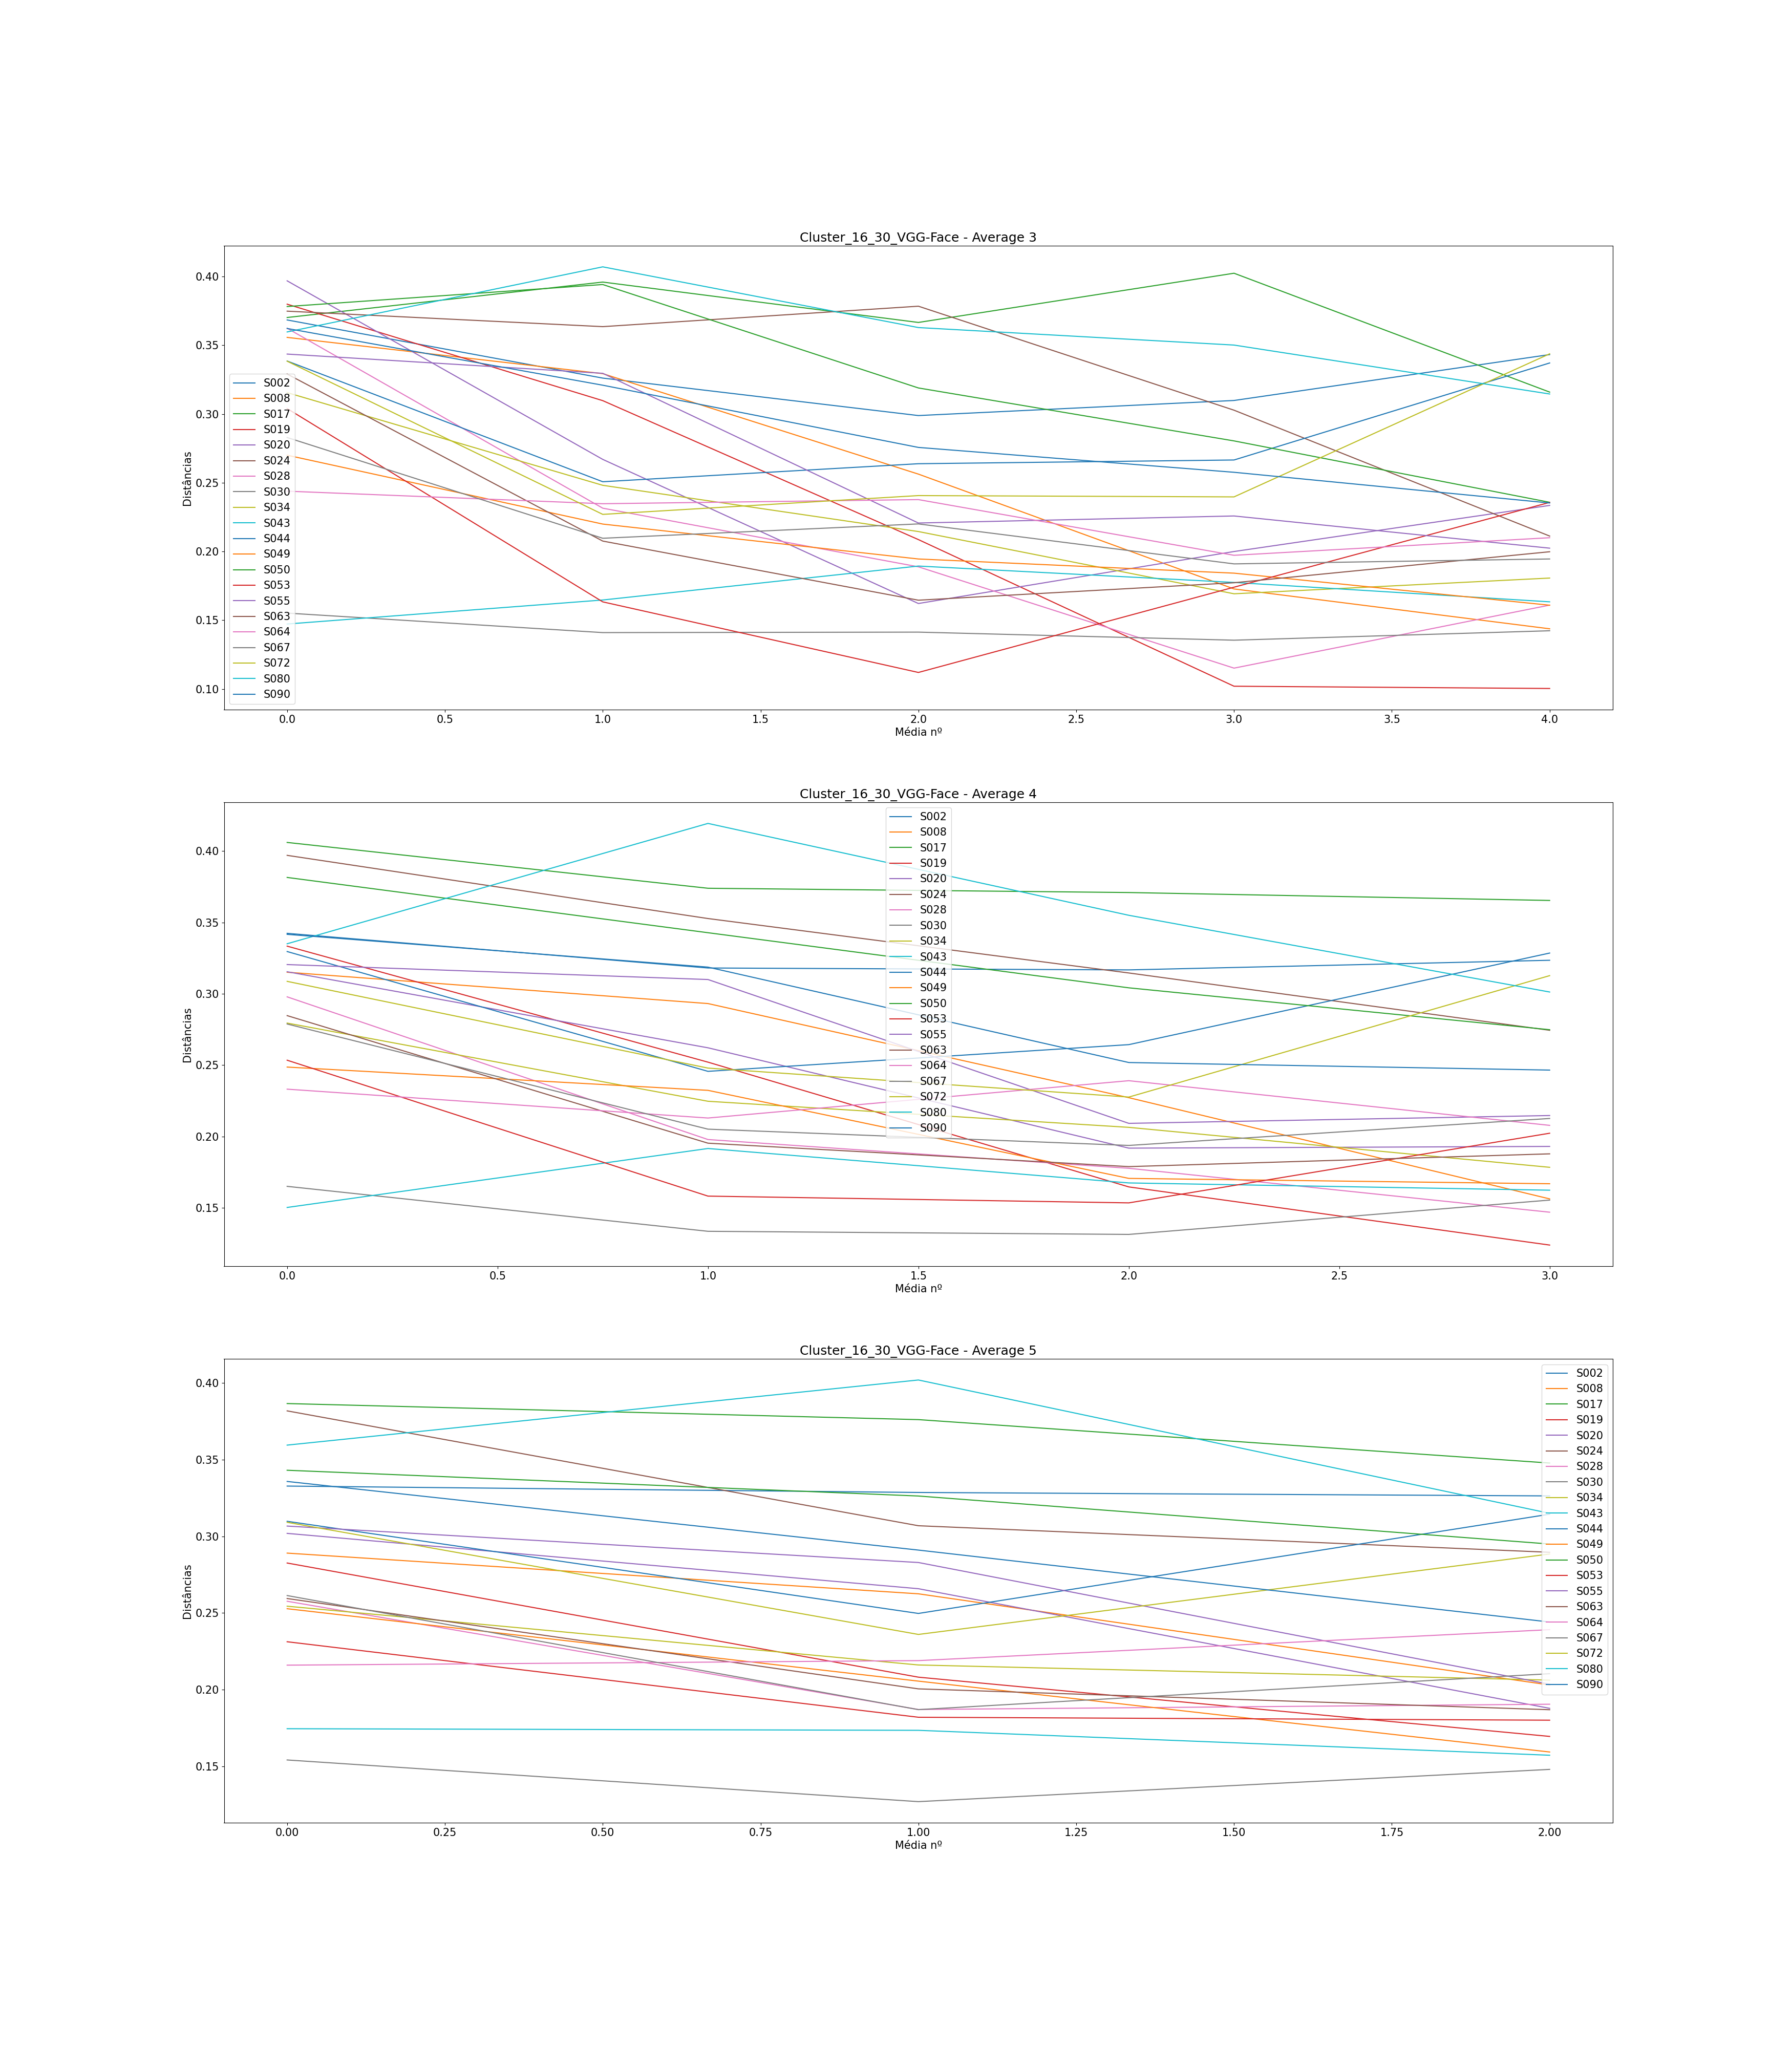 Cluster_16_30_VGG-Face - Average 3
Distâncias
0.40
0.35
0.30
0.25
0.20
0.15
0.10
S002
S008
S017
S019
S020
S024
S028
S030
S034
S043
S044
S049
S050
S053
S055
S063
S064
S067
S072
S080
S090
0.0 0.5 1.0 1.5 2.0 2.5 3.0 3.5 4.0
Média nº
Cluster_16_30_VGG-Face - Average 4
Distâncias
0.40
0.35
0.30
0.25
0.20
0.15
S002
S008
S017
S019
S020
S024
S028
S030
S034
S043
S044
S049
S050
S053
S055
S063
S064
S067
S072
S080
S090
0.0 0.5 1.0 1.5 2.0 2.5 3.0
Média nº
Cluster_16_30_VGG-Face - Average 5
Distâncias
0.40
0.35
0.30
0.25
0.20
0.15
S002
S008
S017
S019
S020
S024
S028
S030
S034
S043
S044
S049
S050
S053
S055
S063
S064
S067
S072
S080
S090
0.00 0.25 0.50 0.75 1.00 1.25 1.50 1.75 2.00
Média nº